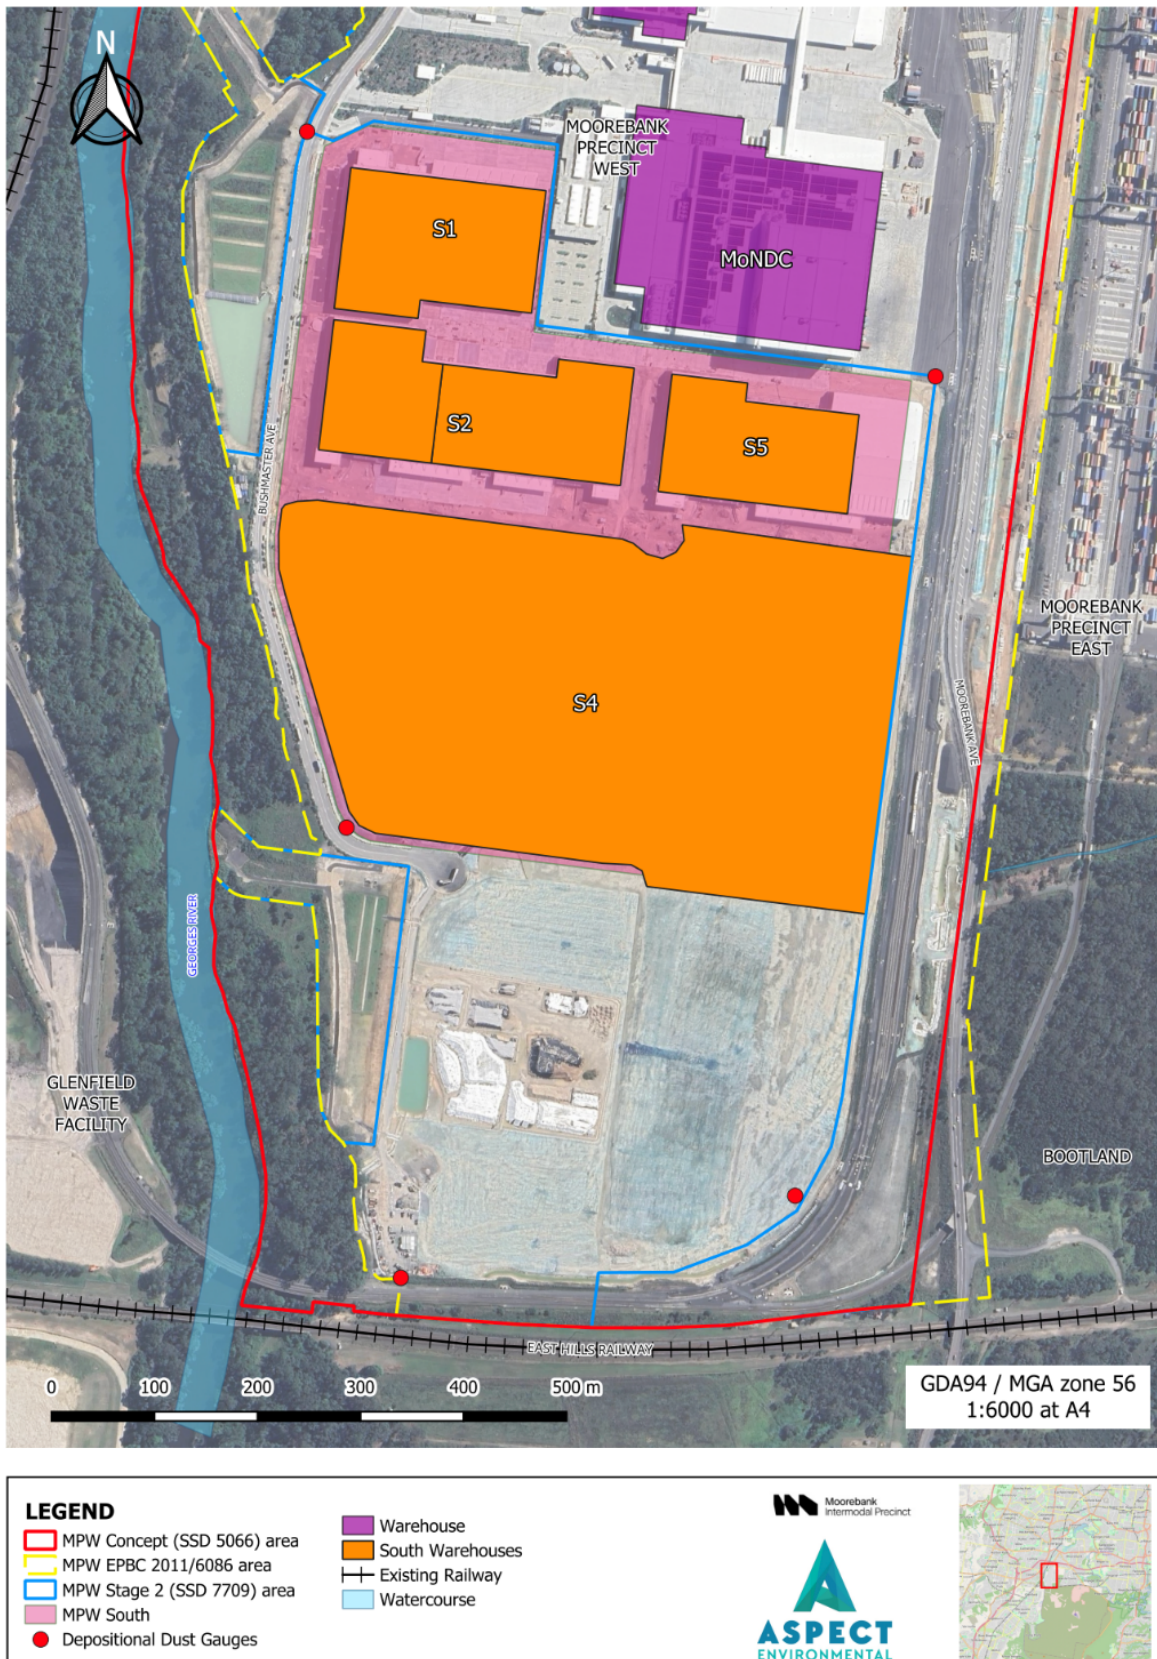 N
MOOREBANK
PRECINCT
WEST
S1
MoNDC
S2
S5
BUSHMASTER AVE
S4
MOOREBANK
PRECINCT
EAST
MOOREBANK AVE
GEORGES RIVER
GLENFIELD
WASTE
FACILITY
BOOTLAND
EAST HILLS RAILWAY
0 100 200 300 400 500 m
GDA94 / MGA zone 56
1:6000 at A4
LEGEND
MPW Concept (SSD 5066) area
MPW EPBC 2011/6086 area
MPW Stage 2 (SSD 7709) area
MPW South
Depositional Dust Gauges
Warehouse
South Warehouses
Existing Railway
Watercourse
Moorebank
Intermodal Precinct
ASPECT
ENVIRONMENTAL